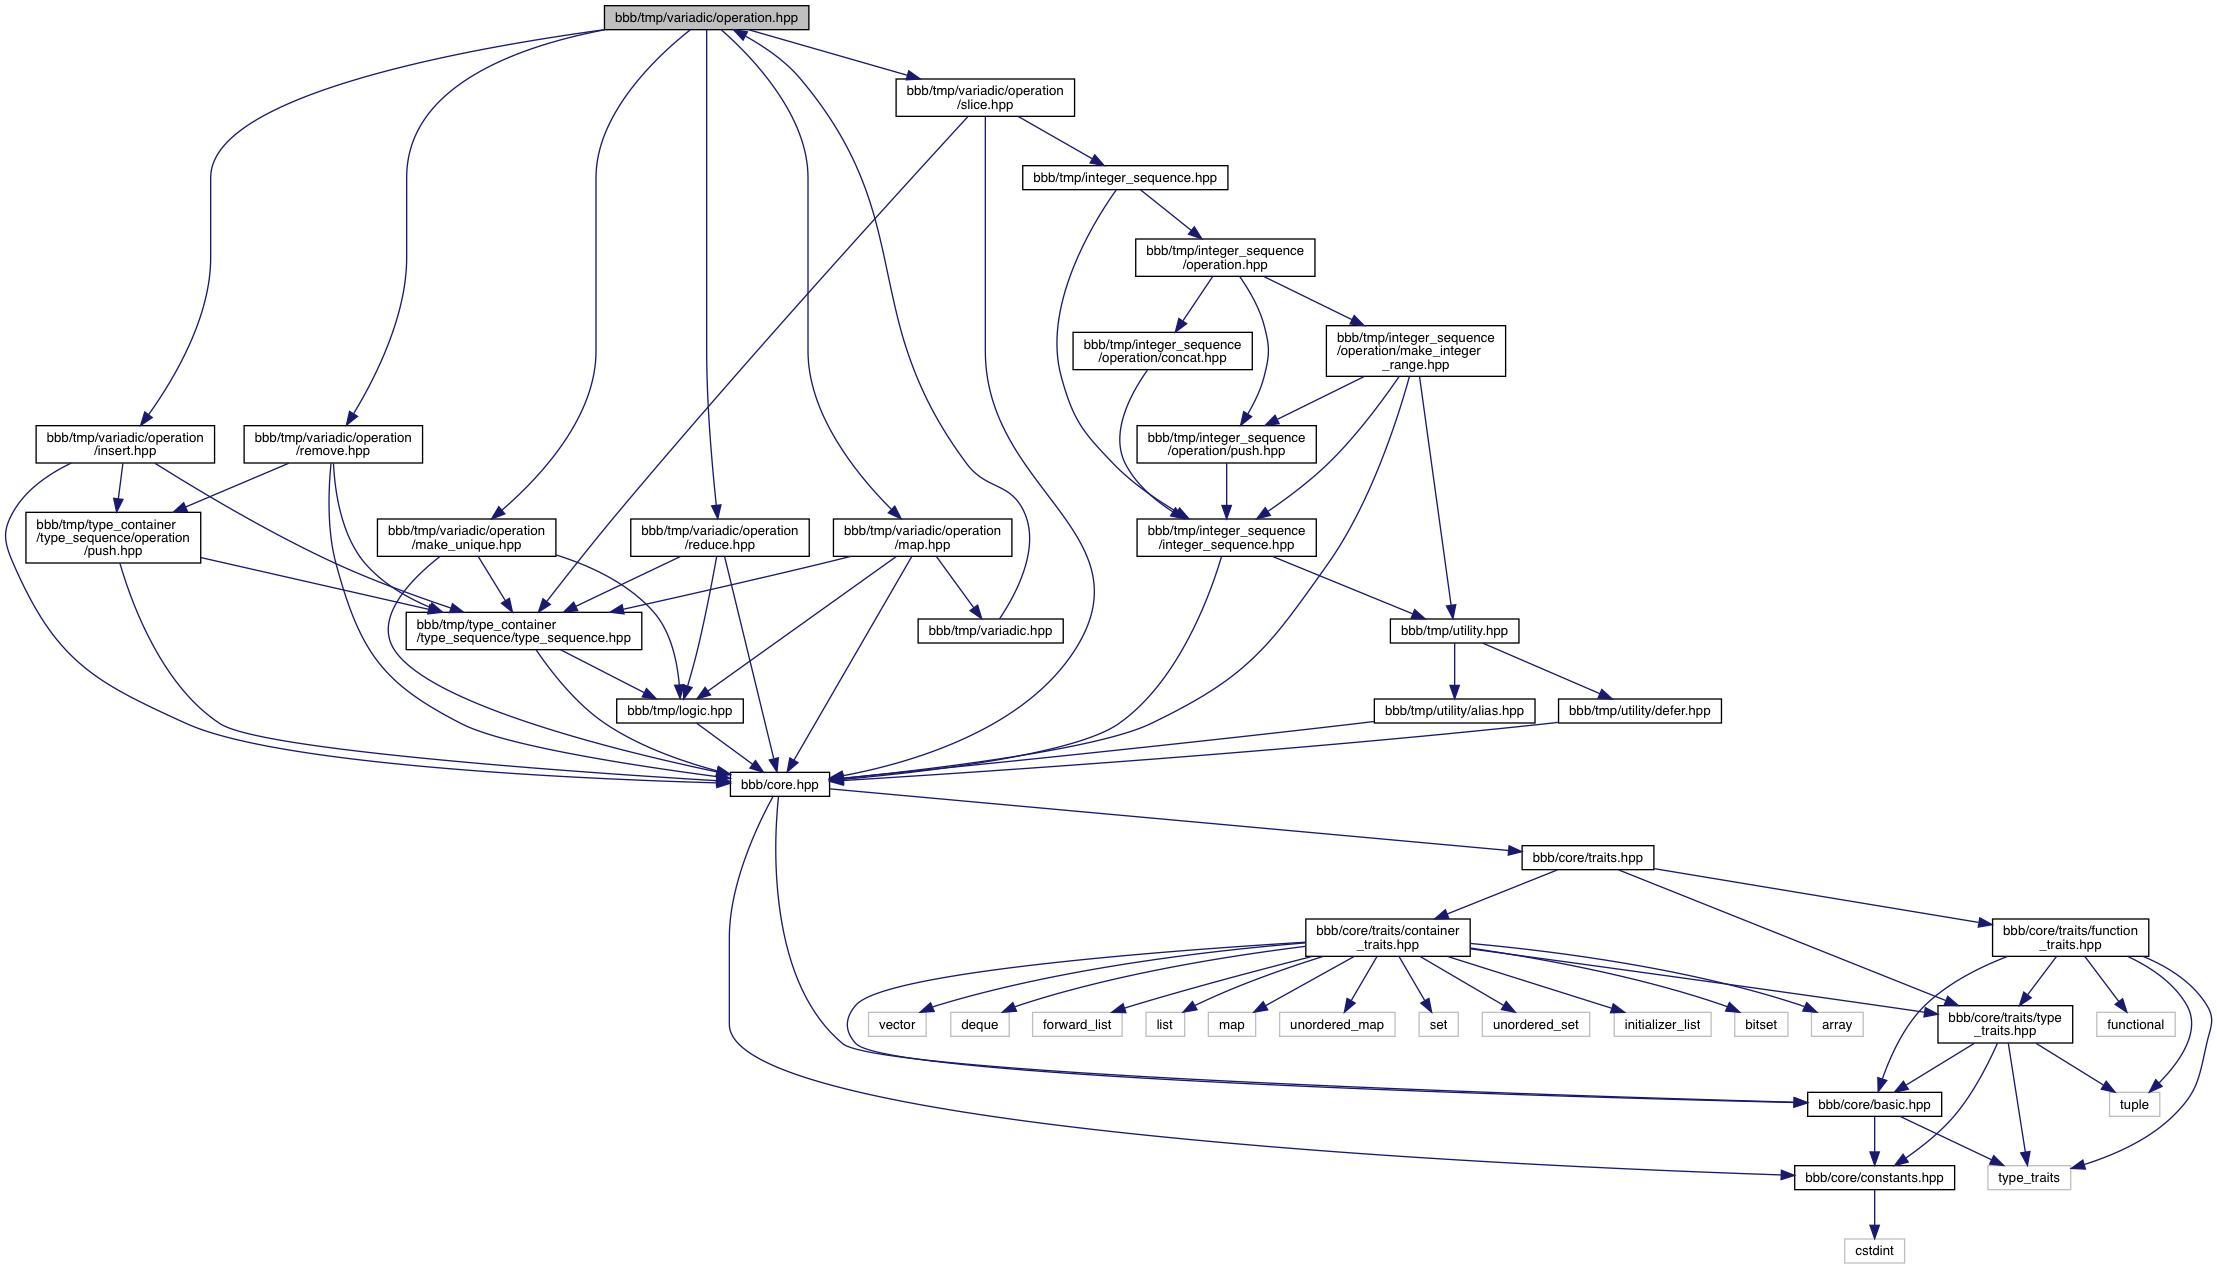 bbb/tmp/variadic/operation.hpp
bbb/tmp/variadic/operation
/slice.hpp
bbb/tmp/integer_sequence.hpp
bbb/tmp/integer_sequence
/operation.hpp
bbb/tmp/integer_sequence
/operation/concat.hpp
bbb/tmp/integer_sequence
/operation/make_integer
_range.hpp
bbb/tmp/variadic/operation
/insert.hpp
bbb/tmp/variadic/operation
/remove.hpp
bbb/tmp/integer_sequence
/operation/push.hpp
bbb/tmp/type_container
/type_sequence/operation
/push.hpp
bbb/tmp/variadic/operation
/make_unique.hpp
bbb/tmp/variadic/operation
/reduce.hpp
bbb/tmp/variadic/operation
/map.hpp
bbb/tmp/integer_sequence
/integer_sequence.hpp
bbb/tmp/type_container
/type_sequence/type_sequence.hpp
bbb/tmp/variadic.hpp
bbb/tmp/utility.hpp
bbb/tmp/logic.hpp
bbb/tmp/utility/alias.hpp
bbb/tmp/utility/defer.hpp
bbb/core.hpp
bbb/core/traits.hpp
bbb/core/traits/container
_traits.hpp
bbb/core/traits/function
_traits.hpp
vector
deque
forward_list
list
map
unordered_map
set
unordered_set
initializer_list
bitset
array
bbb/core/traits/type
_traits.hpp
functional
bbb/core/basic.hpp
tuple
bbb/core/constants.hpp
type_traits
cstdint